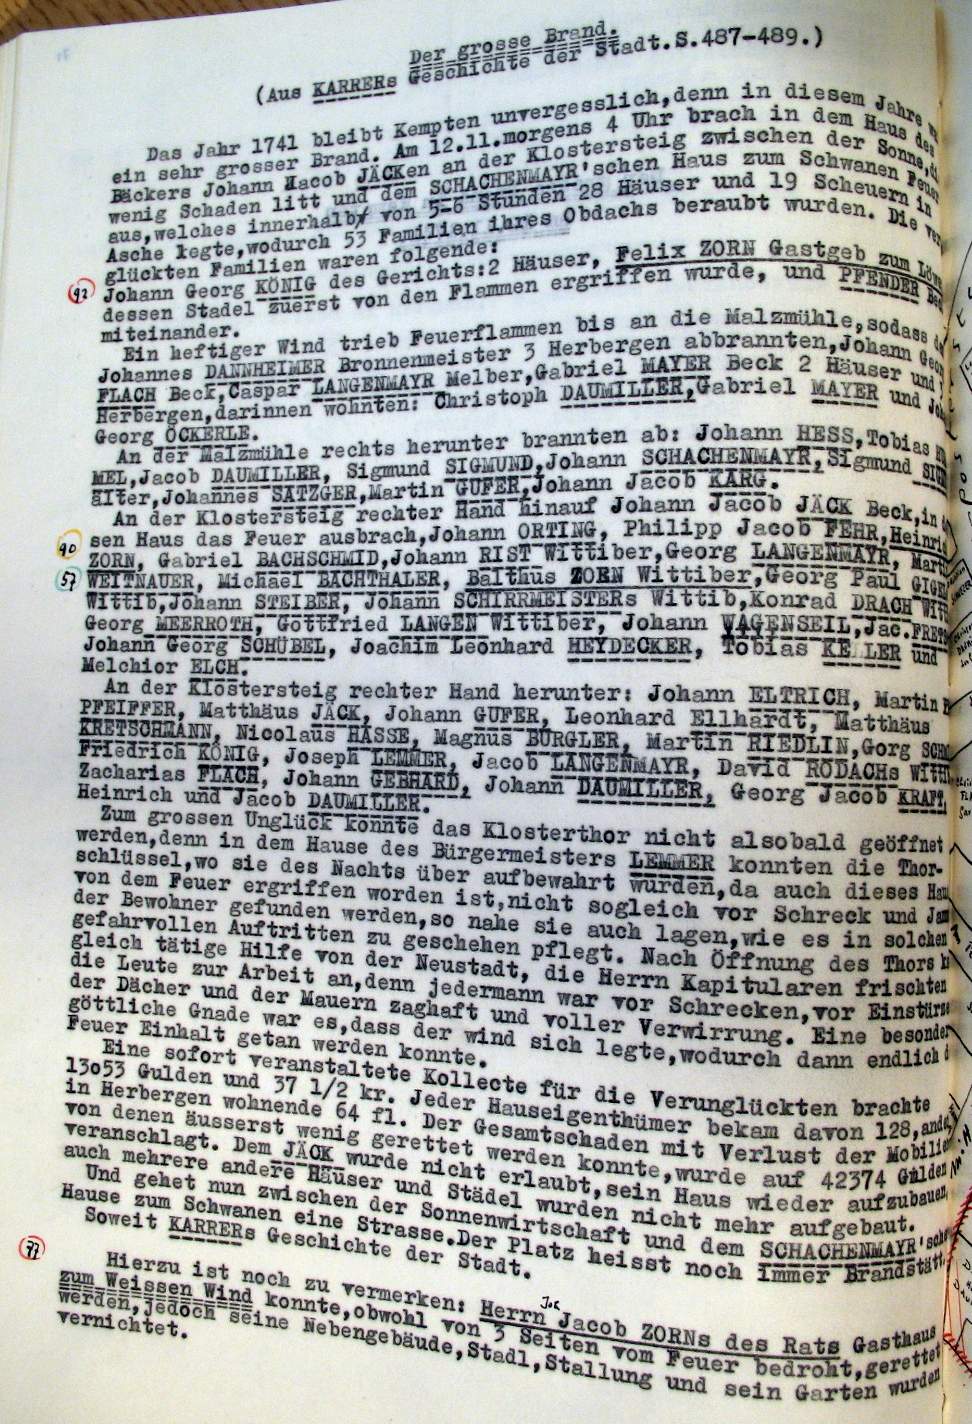 Der grosse Brand.
(Aus KARRERs Geschichte der Stadt.S.487-489.)
Das Jahr 1741 bleibt Kempten unvergesslich,denn in diesem Jahre
ein sehr grosser Brand. Am 12.11.morgens 4 Uhr brach in dem Haus des
Bäckers Johann Jacob JÄCKen an der Klostersteig zwischen der Sonne,
wenig Schaden litt und dem SCHACHENMAYR'schen Haus zum Schwanen Feuer
aus,welches innerhalb von 5-6 Stunden 28 Häuser und 19 Scheuern in
Asche legte,wodurch 53 Familien ihres Obdachs beraubt wurden. Die
glückten Familien waren folgende:
92 Johann Georg KÖNIG des Gerichts:2 Häuser, Felix ZORN Gastgeb zum
dessen Stadel zuerst von den Flammen ergriffen wurde, und PFENDER
miteinander.
Ein heftiger Wind trieb Feuerflammen bis an die Malzmühle,sodass
Johannes DANNHEIMER Bronnenmeister 3 Herbergen abbrannten,Johann
FLACH Beck,Caspar LANGENMAYR Melber,Gabriel MAYER Beck 2 Häuser und
Herbergen,darinnen wohnten: Christoph DAUMILLER,Gabriel MAYER und
Georg ÖCKERLE.
An der Malzmühle rechts herunter brannten ab: Johann HESS,Tobias
MEL,Jacob DAUMILLER, Sigmund SIGMUND,Johann SCHACHENMAYR,Sigmund
älter,Johannes SATZGER,Martin GUFER,Johann Jacob KARG.
An der Klostersteig rechter Hand hinauf Johann Jacob JÄCK Beck,in
90 sen Haus das Feuer ausbrach,Johann ORTING, Philipp Jacob FEHR,
ZORN, Gabriel BACHSCHMID,Johann RIST Wittiber,Georg LANGENMAYR,
57 WEITNAUER, Michael BACHTHALER, Balthus ZORN Wittiber,Georg Paul
Wittib,Johann STEIBER, Johann SCHIRRMEISTERs Wittib,Konrad DRACH
Georg MEERROTH, Gottfried LANGEN Wittiber, Johann WAGENSEIL,Jac.
Johann Georg SCHÜBEL, Joachim Leonhard HEYDECKER, Tobias KELLER und
Melchior ELCH.
An der Klostersteig rechter Hand herunter: Johann ELTRICH, Martin
PFEIFFER, Matthäus JÄCK, Johann GUFER, Leonhard Ellhardt, Matthäus
KRETSCHMANN, Nicolaus HASSE, Magnus BÜRGLER, Martin RIEDLIN,Gorg
Friedrich KÖNIG, Joseph LEMMER, Jacob LANGENMAYR, David RODACHs
Zacharias FLACH, Johann GEBHARD, Johann DAUMILLER, Georg Jacob KRAFT,
Heinrich und Jacob DAUMILLER.
Zum grossen Unglück konnte das Klosterthor nicht alsobald geöffnet
werden,denn in dem Hause des Bürgermeisters LEMMER konnten die Thor-
schlüssel,wo sie des Nachts über aufbewahrt wurden,da auch dieses
von dem Feuer ergriffen worden ist,nicht sogleich vor Schreck und
der Bewohner gefunden werden,so nahe sie auch lagen,wie es in solchen
gefahrvollen Auftritten zu geschehen pflegt. Nach Öffnung des Thors
gleich tätige Hilfe von der Neustadt, die Herrn Kapitularen frischten
die Leute zur Arbeit an,denn jedermann war vor Schrecken,vor
der Dächer und der Mauern zaghaft und voller Verwirrung. Eine
göttliche Gnade war es,dass der wind sich legte,wodurch dann endlich
Feuer Einhalt getan werden konnte.
Eine sofort veranstaltete Kollecte für die Verunglückten brachte
13o53 Gulden und 37 1/2 kr. Jeder Hauseigenthümer bekam davon 128,
in Herbergen wohnende 64 fl. Der Gesamtschaden mit Verlust der
von denen äusserst wenig gerettet werden konnte,wurde auf 42374 Gulden
veranschlagt. Dem JÄCK wurde nicht erlaubt,sein Haus wieder aufzubauen,
auch mehrere andere Häuser und Städel wurden nicht mehr aufgebaut.
Und gehet nun zwischen der Sonnenwirtschaft und dem
Hause zum Schwanen eine Strasse.Der Platz heisst noch immer
Soweit KARRERs Geschichte der Stadt.
77
Hierzu ist noch zu vermerken: Herrn Joh Jacob ZORNs des Rats Gasthaus
zum Weissen Wind konnte,obwohl von 3 Seiten vom Feuer bedroht,gerettet
werden,jedoch seine Nebengebäude,Stadl,Stallung und sein Garten wurden
vernichtet.